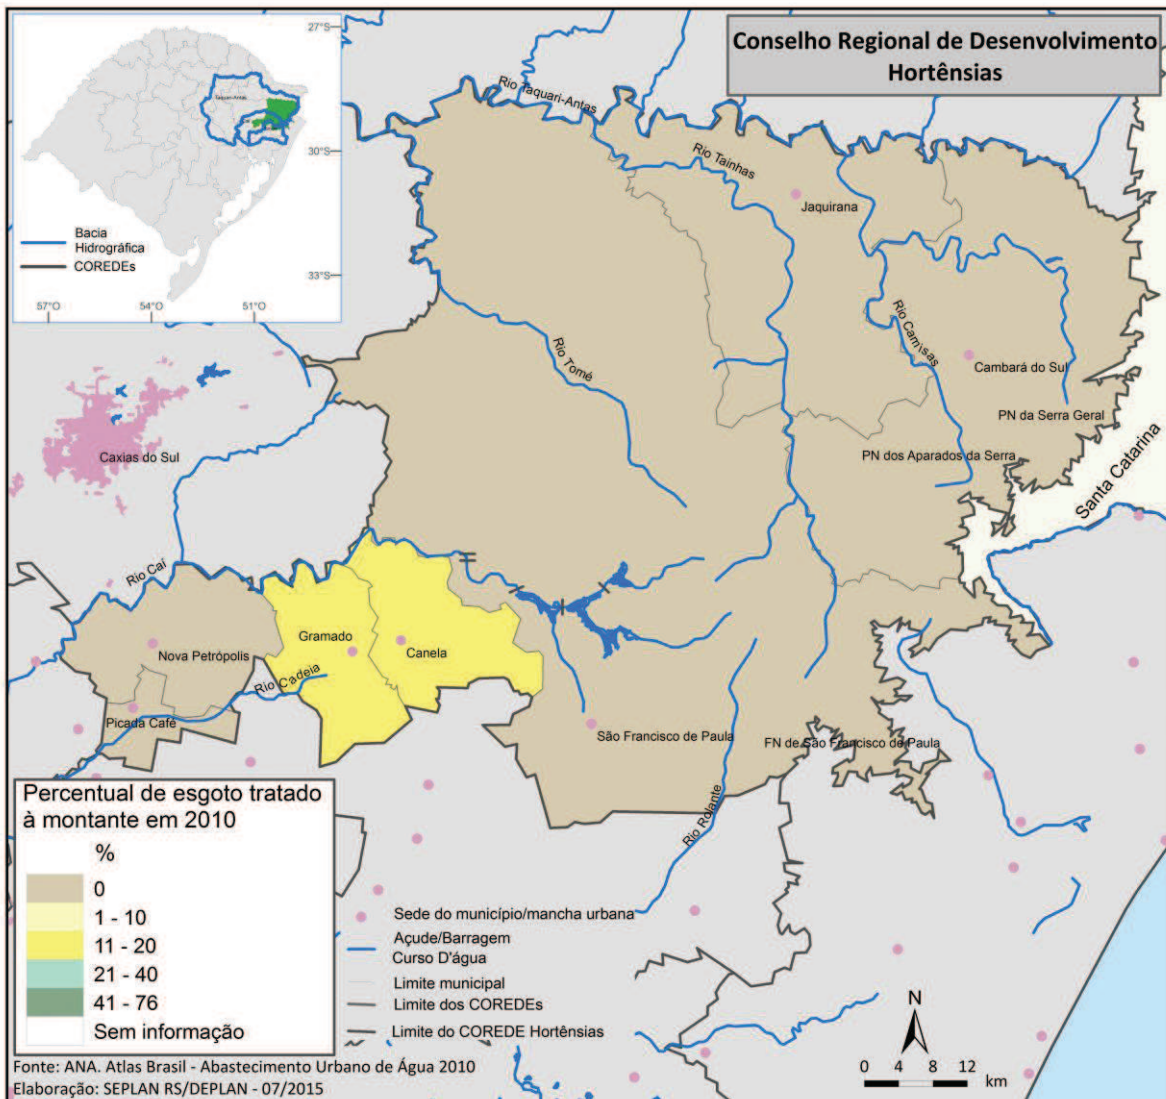 Conselho Regional de Desenvolvimento
Hortênsias
27°S
30°S
33°S
57°O
54°O
51°O
Taquari-Antas
Bacia
Hidrográfica
COREDEs
Rio Taquari-Antas
Rio Tainhas
Jaquirana
Rio Camisas
Cambará do Sul
PN da Serra Geral
PN dos Aparados da Serra
Santa Catarina
Rio Tomé
Caxias do Sul
Rio Caí
Gramado
Canela
Nova Petrópolis
Rio Cadeia
Picada Café
São Francisco de Paula
FN de São Francisco de Paula
Rio Rolante
Percentual de esgoto tratado
à montante em 2010
%
0
1 - 10
11 - 20
21 - 40
41 - 76
Sem informação
Sede do município/mancha urbana
Açude/Barragem
Curso D'água
Limite municipal
Limite dos COREDEs
Limite do COREDE Hortênsias
N
0 4 8 12
km
Fonte: ANA. Atlas Brasil - Abastecimento Urbano de Água 2010
Elaboração: SEPLAN RS/DEPLAN - 07/2015